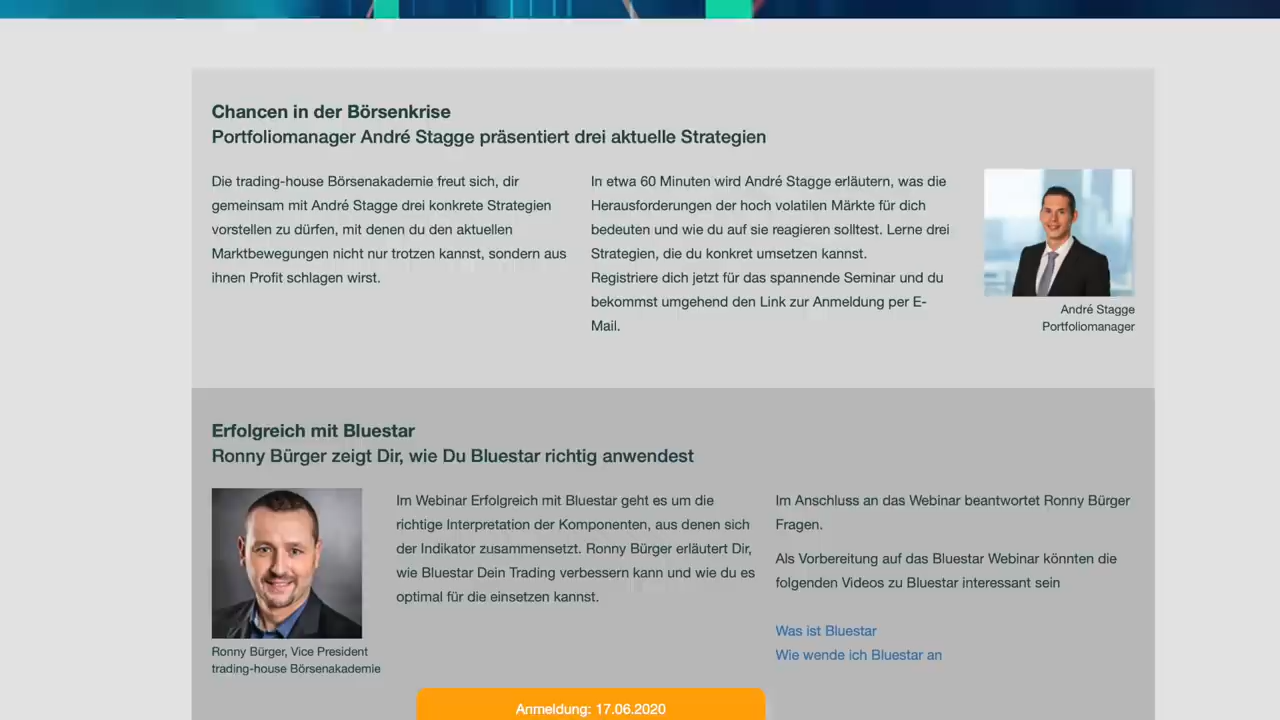 Chancen in der Börsenkrise
Portfoliomanager André Stagge präsentiert drei aktuelle Strategien
Die trading-house Börsenakademie freut sich, dir
gemeinsam mit André Stagge drei konkrete Strategien
vorstellen zu dürfen, mit denen du den aktuellen
Marktbewegungen nicht nur trotzen kannst, sondern aus
ihnen Profit schlagen wirst.
In etwa 60 Minuten wird André Stagge erläutern, was die
Herausforderungen der hoch volatilen Märkte für dich
bedeuten und wie du auf sie reagieren solltest. Lerne drei
Strategien, die du konkret umsetzen kannst.
Registriere dich jetzt für das spannende Seminar und du
bekommst umgehend den Link zur Anmeldung per E-
Mail.
André Stagge
Portfoliomanager
Erfolgreich mit Bluestar
Ronny Bürger zeigt Dir, wie Du Bluestar richtig anwendest
Ronny Bürger, Vice President
trading-house Börsenakademie
Im Webinar Erfolgreich mit Bluestar geht es um die
richtige Interpretation der Komponenten, aus denen sich
der Indikator zusammensetzt. Ronny Bürger erläutert Dir,
wie Bluestar Dein Trading verbessern kann und wie du es
optimal für die einsetzen kannst.
Im Anschluss an das Webinar beantwortet Ronny Bürger
Fragen.
Als Vorbereitung auf das Bluestar Webinar könnten die
folgenden Videos zu Bluestar interessant sein
Was ist Bluestar
Wie wende ich Bluestar an
Anmeldung: 17.06.2020